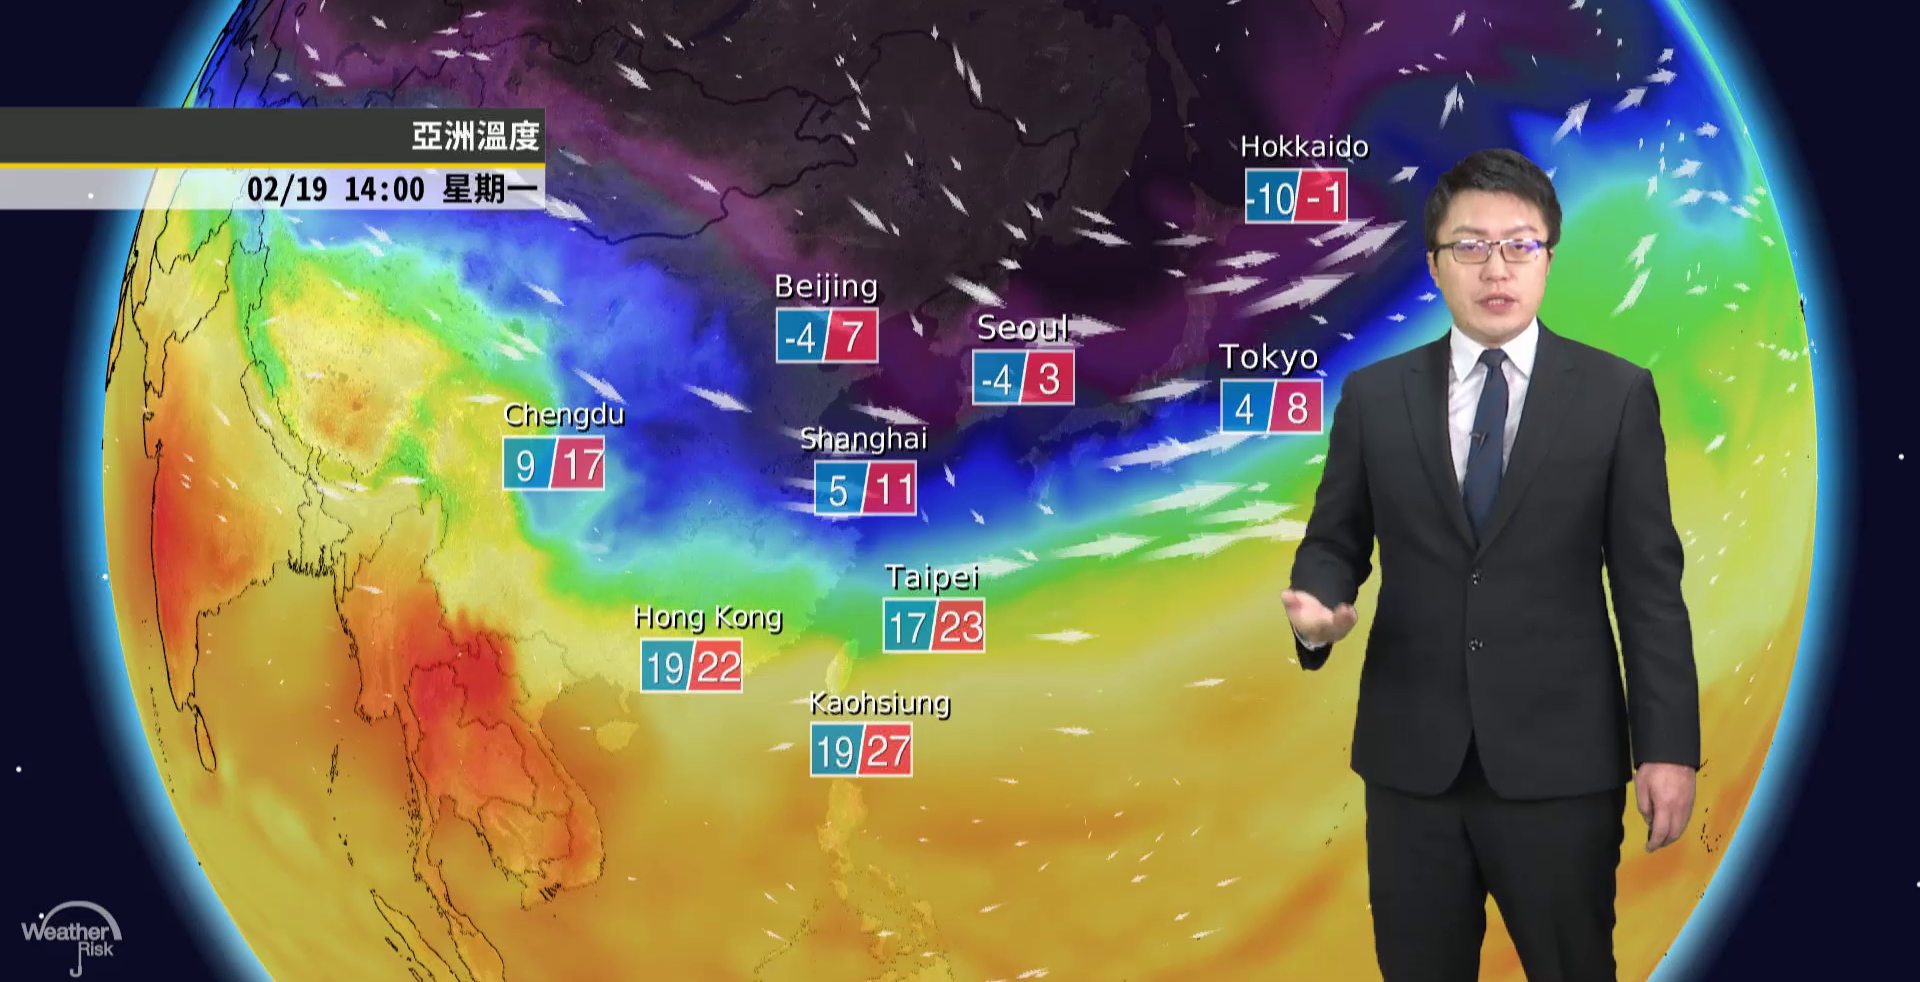 亞洲溫度
02/19 14:00 星期一
Hokkaido
-10/-1
Beijing
-4/7
Seoul
-4/3
Tokyo
4/8
Chengdu
9/17
Shanghai
5/11
Taipei
17/23
Hong Kong
19/22
Kaohsiung
19/27
Weather
Risk